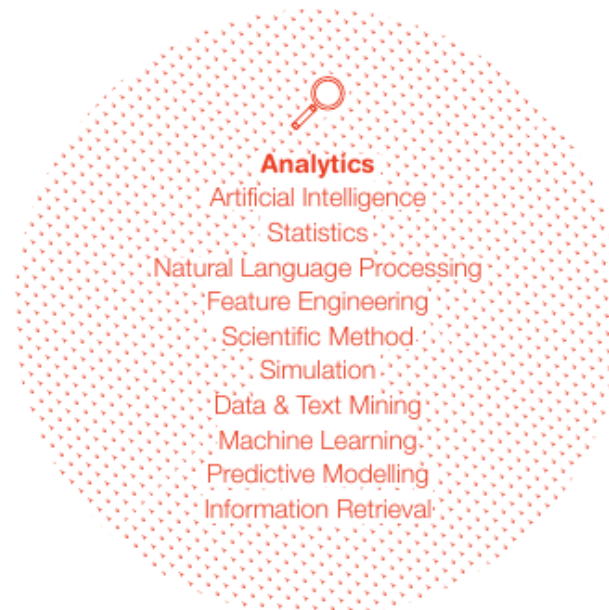 Analytics
Artificial Intelligence
Statistics
Natural Language Processing
Feature Engineering
Scientific Method
Simulation
Data & Text Mining
Machine Learning
Predictive Modelling
Information Retrieval